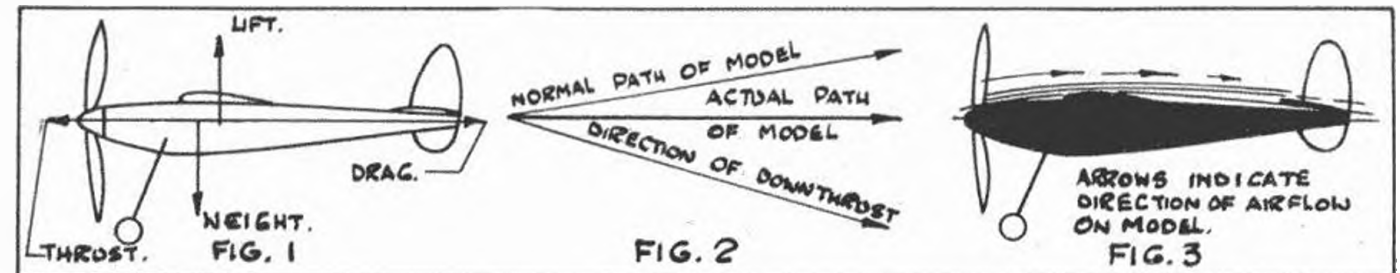 LIFT.
DRAG.
WEIGHT.
THRUST.
FIG. 1
NORMAL PATH OF MODEL
ACTUAL PATH
OF MODEL
DIRECTION OF DOWNTHRUST
FIG. 2
ARROWS INDICATE
DIRECTION OF AIRFLOW
ON MODEL.
FIG. 3